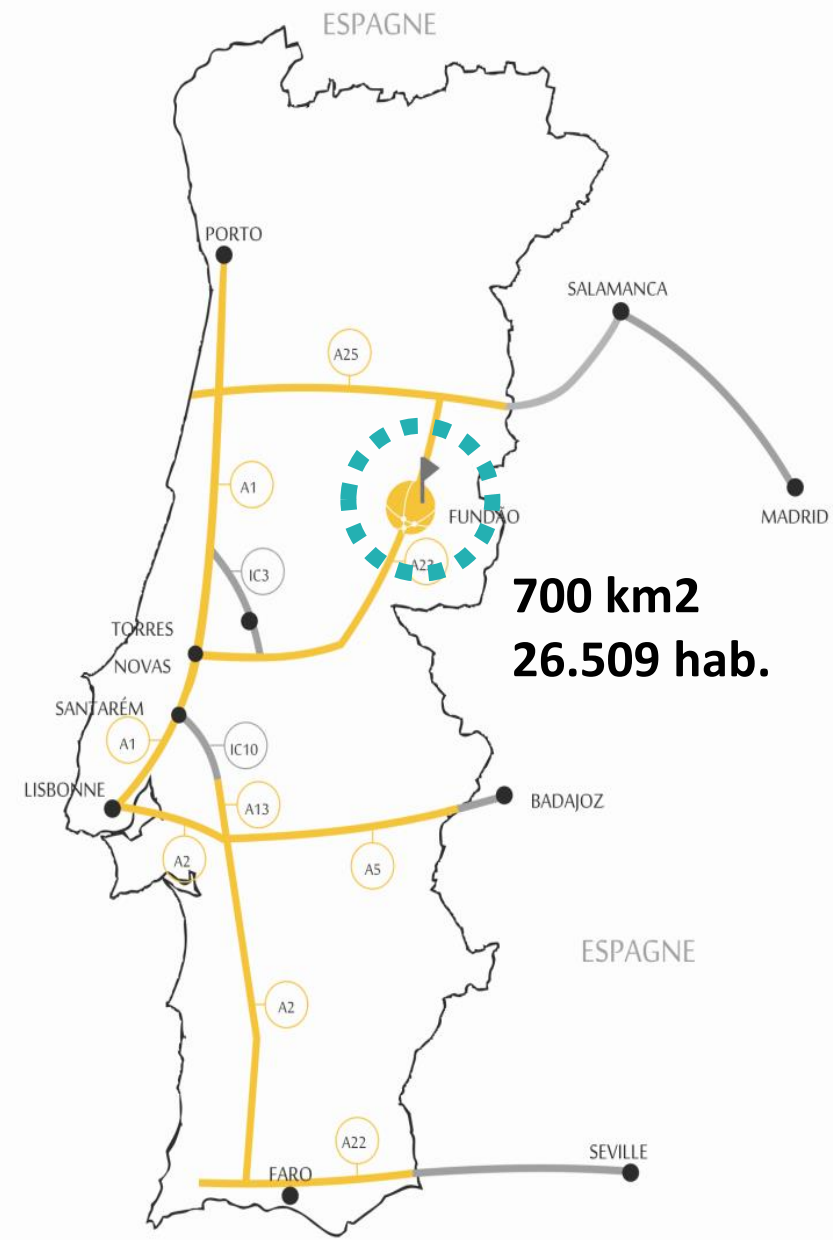 ESPAGNE
PORTO
SALAMANCA
A25
A1
FUNDÃO
MADRID
A23
IC3
700 km2
TORRES
NOVAS
26.509 hab.
SANTARÉM
A1
IC10
LISBONNE
A13
BADAJOZ
A2
A5
ESPAGNE
A2
A22
SEVILLE
FARO